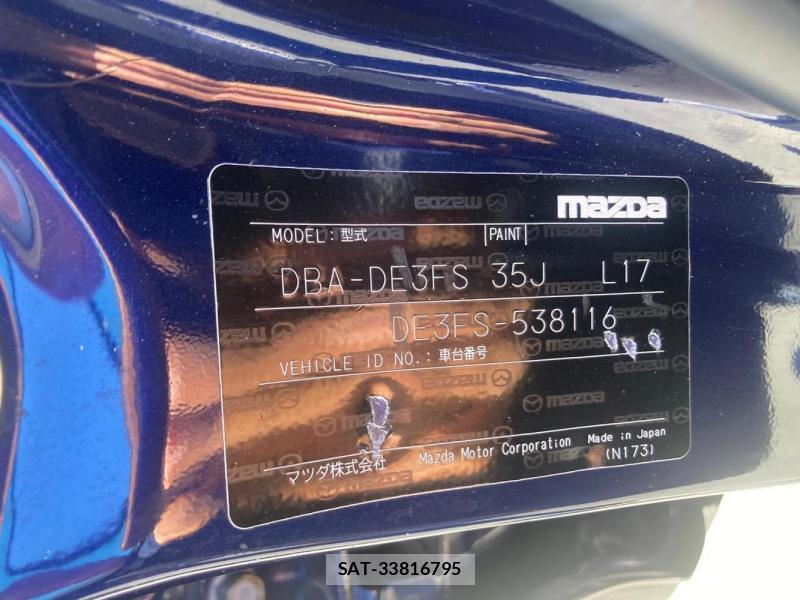 mazda
MODEL: 型式 PAINT
DBA-DE3FS 35J L17
DE3FS-538116
VEHICLE ID NO.: 車台番号
マツダ株式会社 Mazda Motor Corporation Made in Japan
(N173)
SAT-33816795